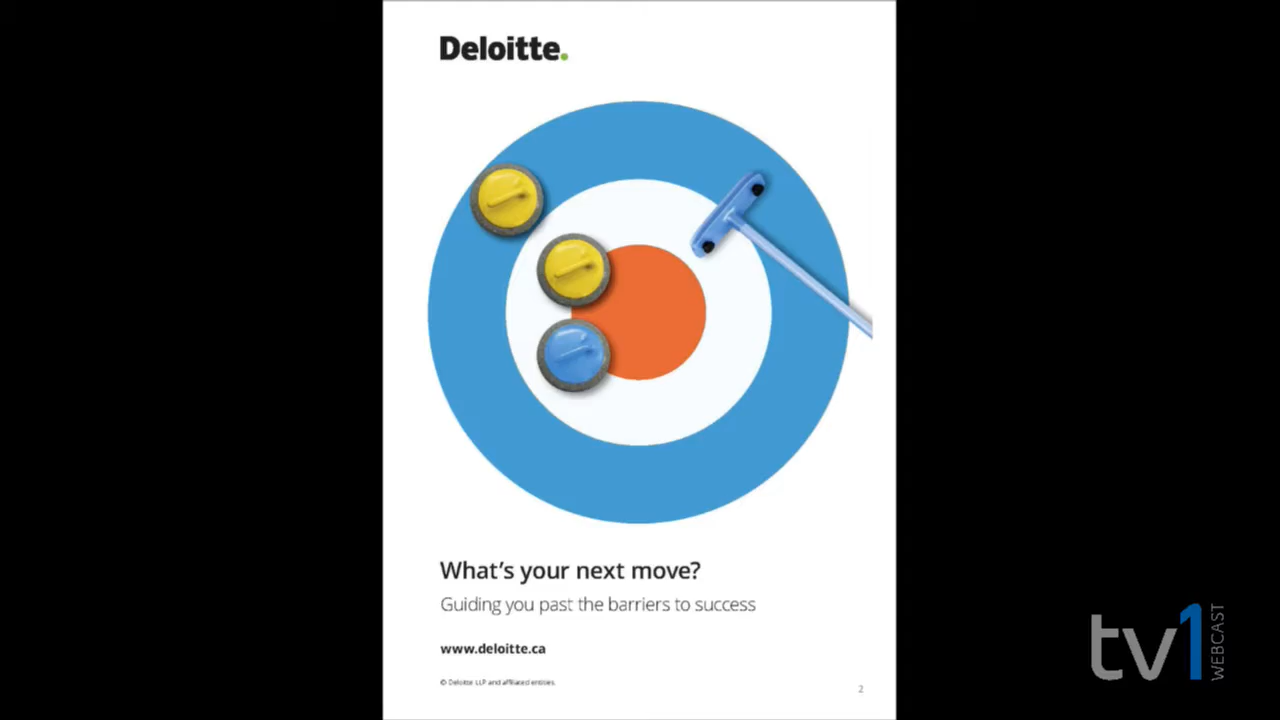 Deloitte.
What's your next move?
Guiding you past the barriers to success
www.deloitte.ca
© Deloitte LLP and affiliated entities.
2
tv1
WEBCAST